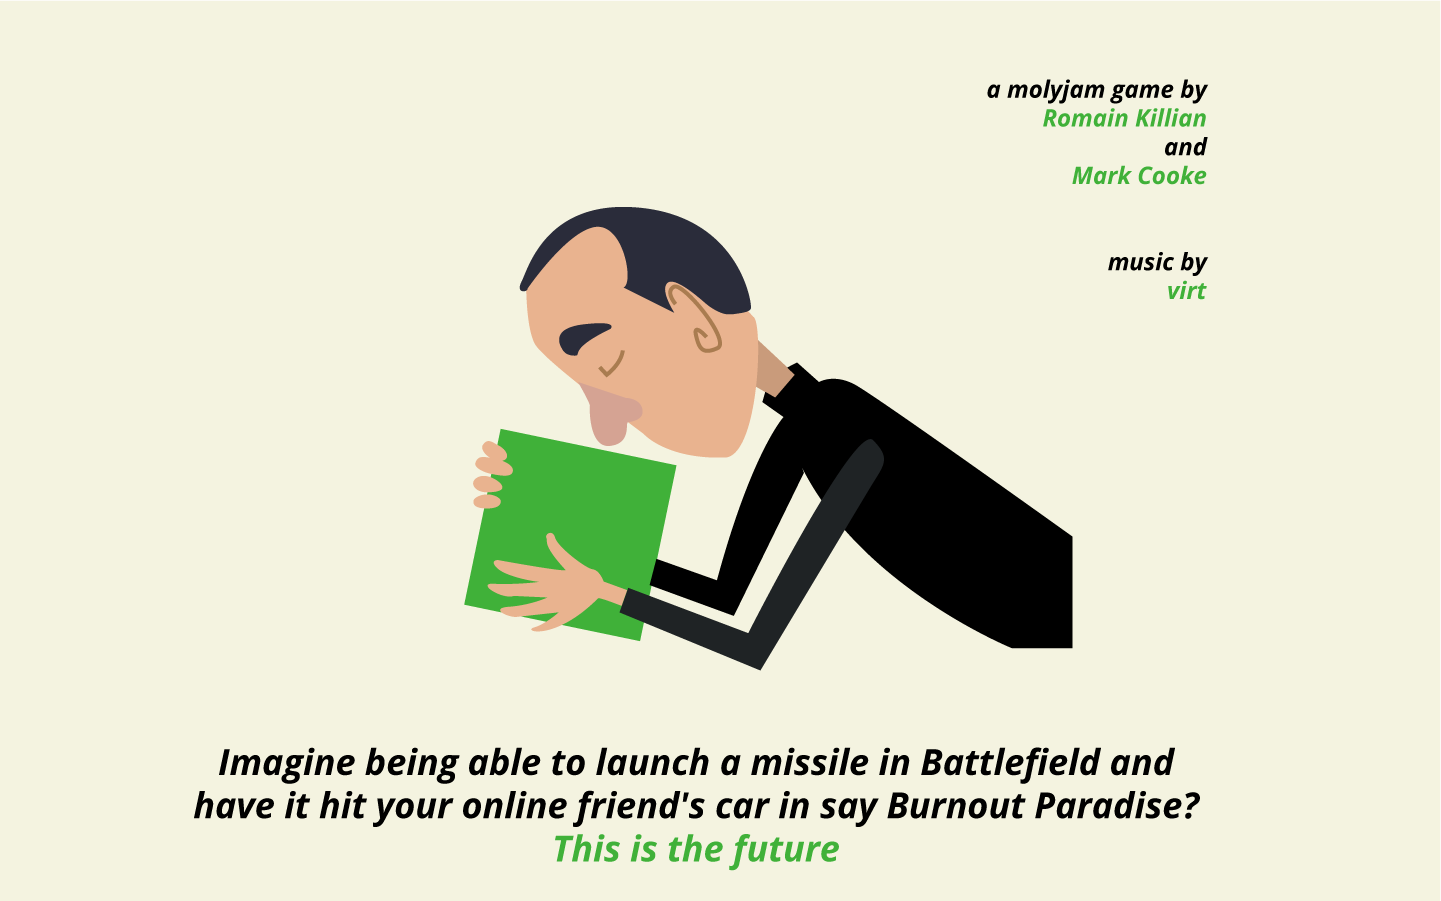 a molyjam game by
Romain Killian
and
Mark Cooke
music by
virt
Imagine being able to launch a missile in Battlefield and
have it hit your online friend's car in say Burnout Paradise?
This is the future